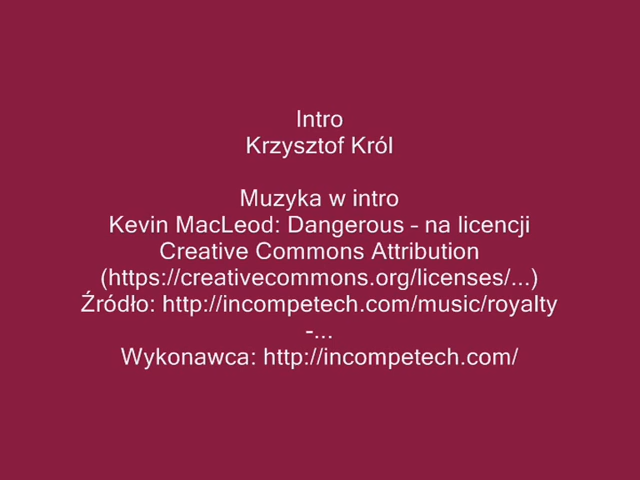 Intro
Krzysztof Król
Muzyka w intro
Kevin MacLeod: Dangerous – na licencji
Creative Commons Attribution
(https://creativecommons.org/licenses/...)
Źródło: http://incompetech.com/music/royalty
-...
Wykonawca: http://incompetech.com/